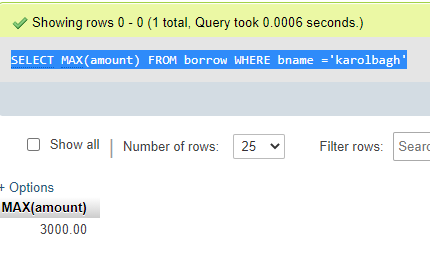 Showing rows 0 - 0 (1 total, Query took 0.0006 seconds.)
SELECT MAX(amount) FROM borrow WHERE bname ='karolbagh'
Show all | Number of rows: 25 Filter rows: Searc
+ Options
MAX(amount)
3000.00